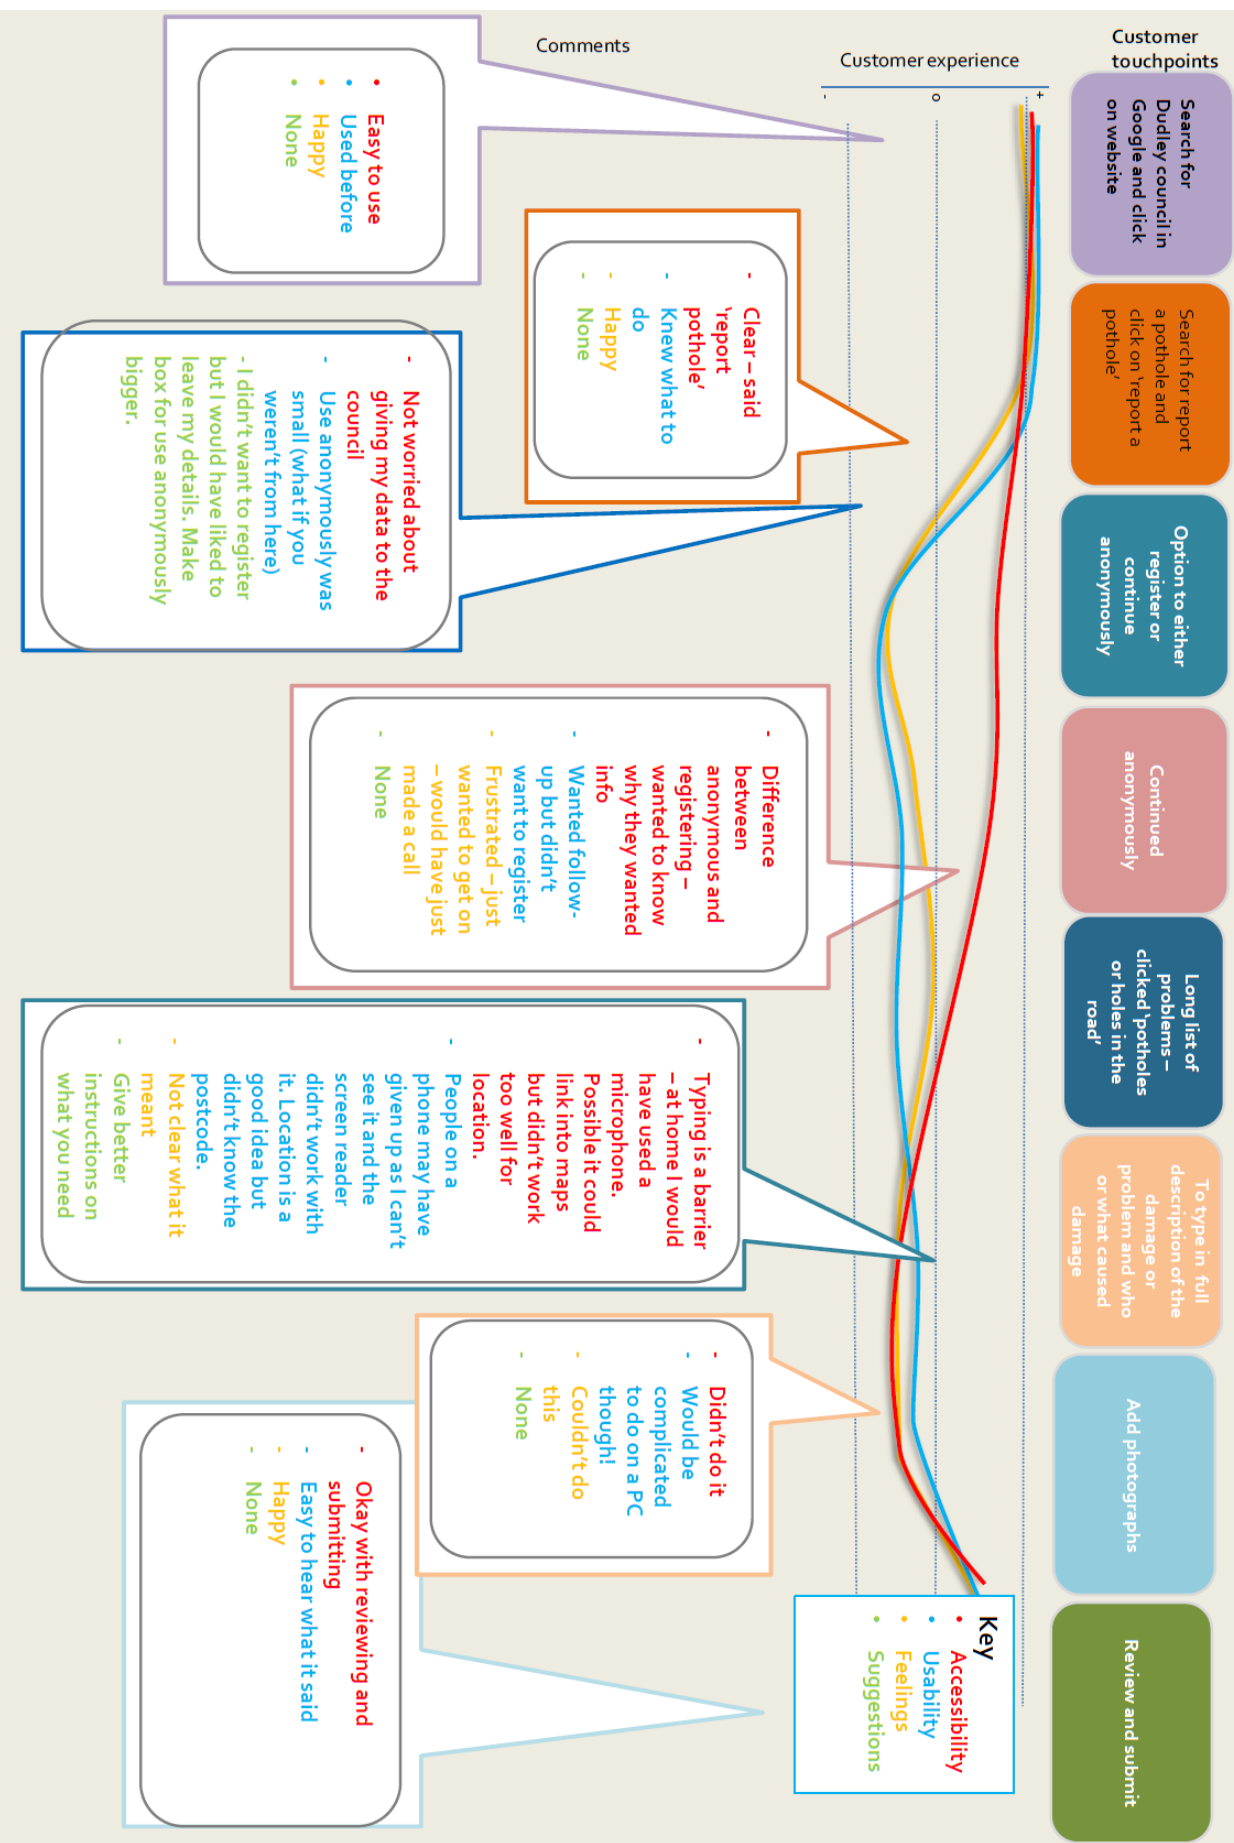 Customer
touchpoints
Search for
Dudley council in
Google and click
on website
Search for report
a pothole and
click on ‘report a
pothole’
Option to either
register or
continue
anonymously
Continued
anonymously
Long list of
problems –
clicked ‘potholes
or holes in the
road’
To type in full
description of the
damage or
problem and who
or what caused
damage
Add photographs
Review and submit
Customer experience
+
0
-
Key
• Accessibility
• Usability
• Feelings
• Suggestions
Comments
• Easy to use
• Used before
• Happy
• None
- Clear – said
‘report
pothole’
- Knew what to
do
- Happy
- None
- Not worried about
giving my data to the
council
- Use anonymously was
small (what if you
weren’t from here)
- I didn’t want to register
but I would have liked to
leave my details. Make
box for use anonymously
bigger.
- Difference
between
anonymous and
registering –
wanted to know
why they wanted
info
- Wanted follow-
up but didn’t
want to register
- Frustrated – just
wanted to get on
– would have just
made a call
- None
- Typing is a barrier
– at home I would
have used a
microphone.
Possible it could
link into maps
but didn’t work
too well for
location.
- People on a
phone may have
given up as I can’t
see it and the
screen reader
didn’t work with
it. Location is a
good idea but
didn’t know the
postcode.
- Not clear what it
meant
- Give better
instructions on
what you need
- Didn’t do it
- Would be
complicated
to do on a PC
though!
- Couldn’t do
this
- None
- Okay with reviewing and
submitting
- Easy to hear what it said
- Happy
- None